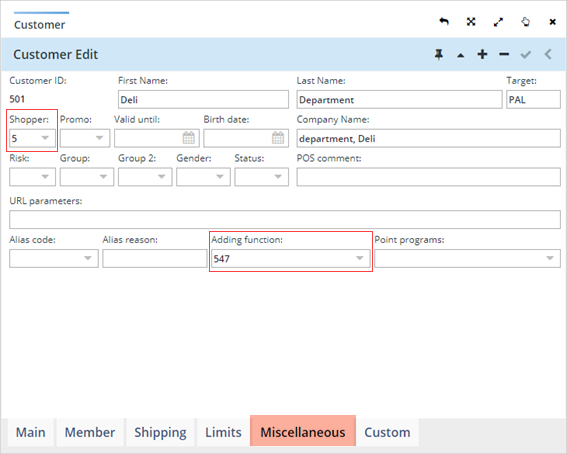 Customer
Customer Edit
Customer ID: First Name: Last Name: Target:
501 Deli Department PAL
Shopper: Promo: Valid until: Birth date: Company Name:
5 department, Deli
Risk: Group: Group 2: Gender: Status: POS comment:
URL parameters:
Alias code: Alias reason: Adding function: Point programs:
547
Main Member Shipping Limits Miscellaneous Custom